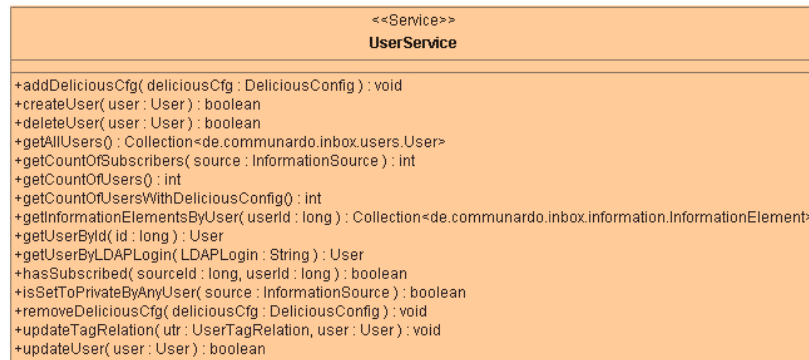 <<Service>>
UserService
+addDeliciousCfg( deliciousCfg : DeliciousConfig ) : void
+createUser( user : User ) : boolean
+deleteUser( user : User ) : boolean
+getAllUsers() : Collection<de.communardo.inbox.users.User>
+getCountOfSubscribers( source : InformationSource ) : int
+getCountOfUsers() : int
+getCountOfUsersWithDeliciousConfig() : int
+getInformationElementsByUser( userId : long ) : Collection<de.communardo.inbox.information.InformationElement>
+getUserById( id : long ) : User
+getUserByLDAPLogin( LDAPLogin : String ) : User
+hasSubscribed( sourceId : long, userId : long ) : boolean
+isSetToPrivateByAnyUser( source : InformationSource ) : boolean
+removeDeliciousCfg( deliciousCfg : DeliciousConfig ) : void
+updateTagRelation( utr : UserTagRelation, user : User ) : void
+updateUser( user : User ) : boolean